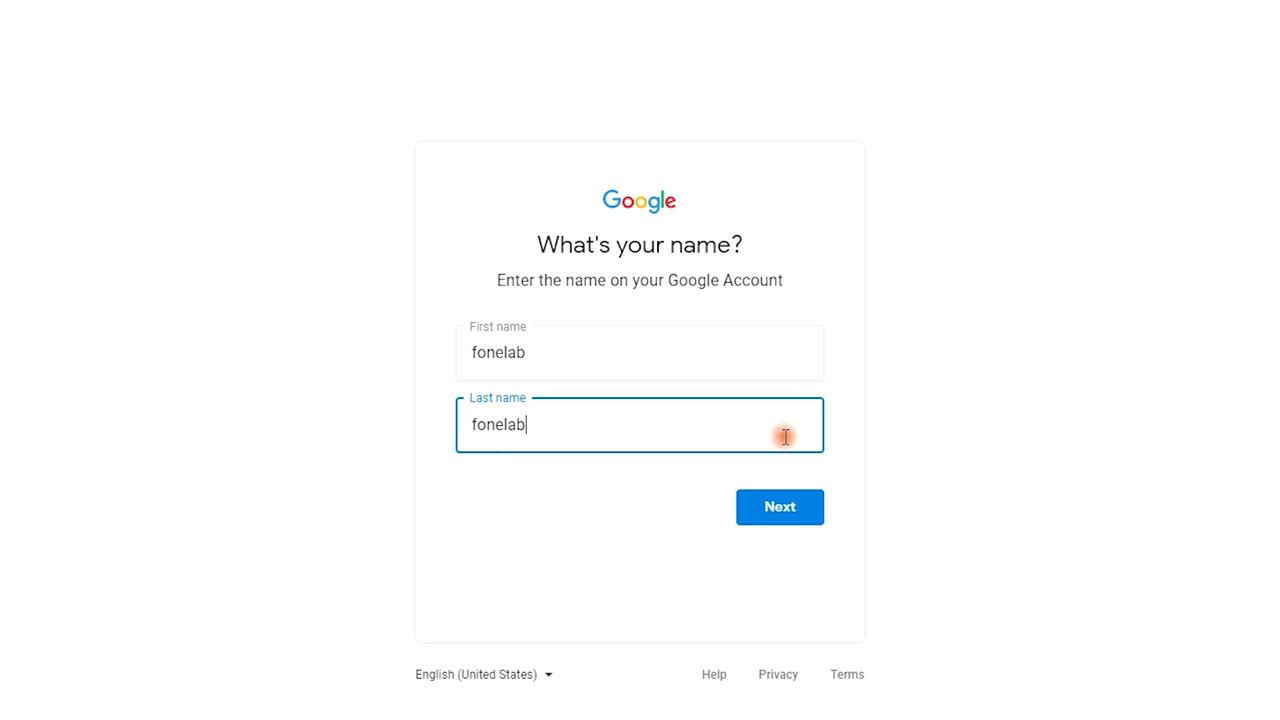 Google
What's your name?
Enter the name on your Google Account
First name
fonelab
Last name
fonelab
Next
English (United States)
Help Privacy Terms